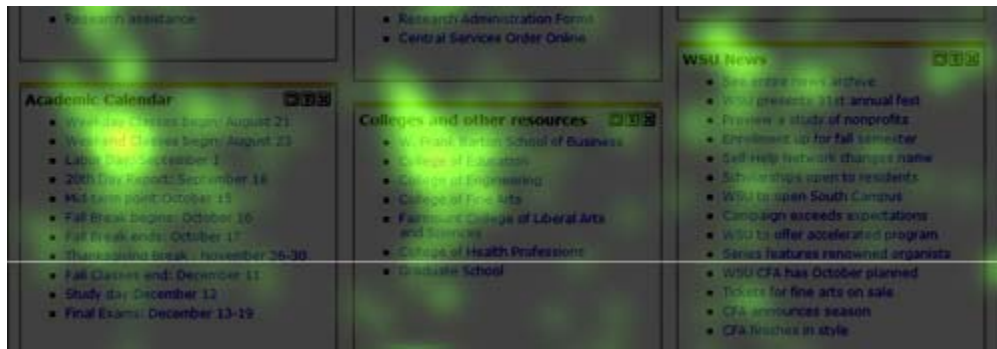 Research assistance
Research Administration Forms
Central Services Order Online
Academic Calendar
Weekday Classes begin: August 21
Weekend Classes begin: August 23
Labor Day: September 1
20th Day Report: September 16
Mid-term point:October 15
Fall Break begins: October 16
Fall Break ends: October 17
Thanksgiving break : november 26-30
Fall Classes end: December 11
Study day December 12
Final Exams: December 13-19
Colleges and other resources
W. Frank Barton School of Business
College of Education
College of Engineering
College of Fine Arts
Fairmount College of Liberal Arts
and Sciences
College of Health Professions
Graduate School
WSU News
See entire news archive
WSU presents 31st annual fest
Preview a study of nonprofits
Enrollment up for fall semester
Self-Help Network changes name
Scholarships open to residents
WSU to open South Campus
Campaign exceeds expectations
WSU to offer accelerated program
Series features renowned organists
WSU CFA has October planned
Tickets for fine arts on sale
CFA announces season
CFA finishes in style